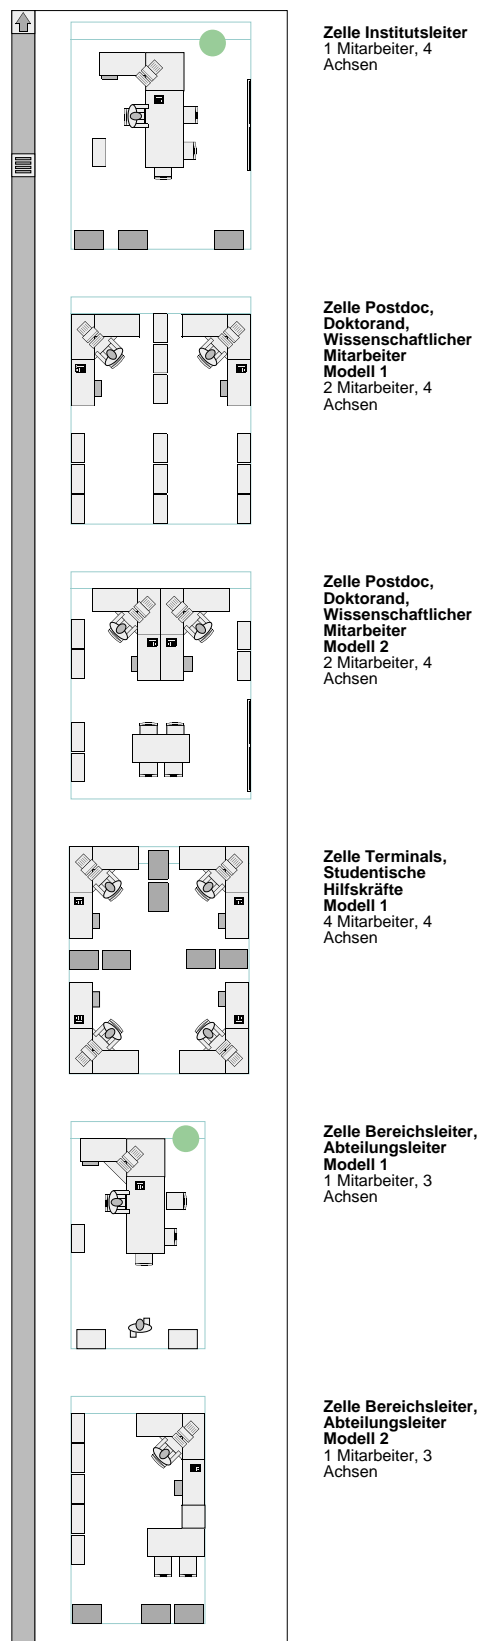 Zelle Institutsleiter
1 Mitarbeiter, 4
Achsen
Zelle Postdoc,
Doktorand,
Wissenschaftlicher
Mitarbeiter
Modell 1
2 Mitarbeiter, 4
Achsen
Zelle Postdoc,
Doktorand,
Wissenschaftlicher
Mitarbeiter
Modell 2
2 Mitarbeiter, 4
Achsen
Zelle Terminals,
Studentische
Hilfskräfte
Modell 1
4 Mitarbeiter, 4
Achsen
Zelle Bereichsleiter,
Abteilungsleiter
Modell 1
1 Mitarbeiter, 3
Achsen
Zelle Bereichsleiter,
Abteilungsleiter
Modell 2
1 Mitarbeiter, 3
Achsen